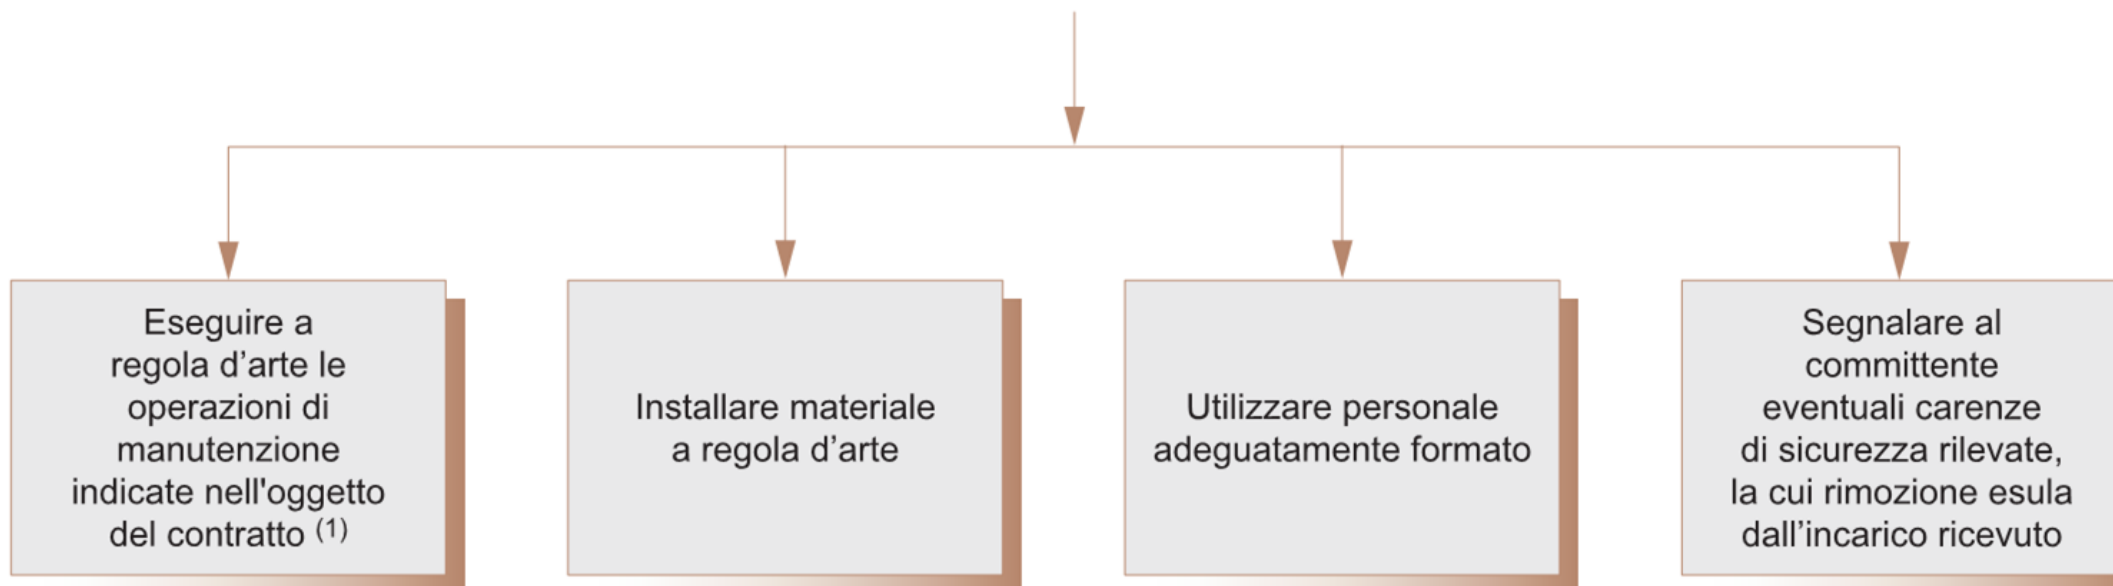 Eseguire a
regola d’arte le
operazioni di
manutenzione
indicate nell'oggetto
del contratto (1)
Installare materiale
a regola d’arte
Utilizzare personale
adeguatamente formato
Segnalare al
committente
eventuali carenze
di sicurezza rilevate,
la cui rimozione esula
dall’incarico ricevuto